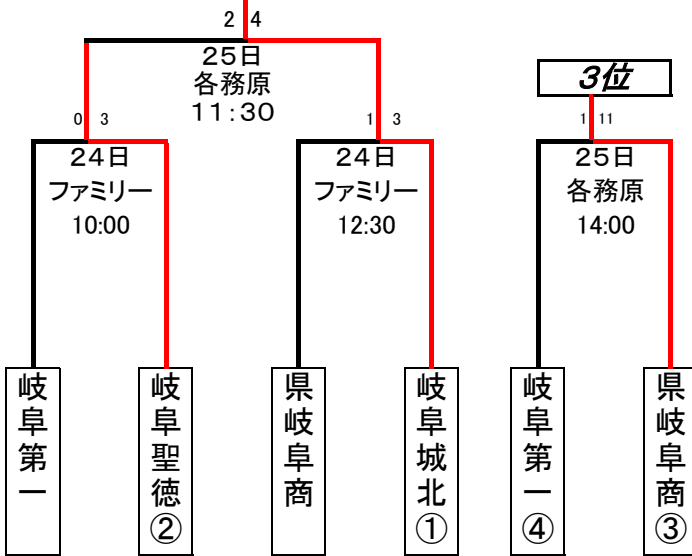 2 4
25日
各務原
11:30
3位
0 3
1 3
1 11
24日
ファミリー
10:00
24日
ファミリー
12:30
25日
各務原
14:00
岐阜第一
岐阜聖徳②
県岐阜商
岐阜城北①
岐阜第一④
県岐阜商③